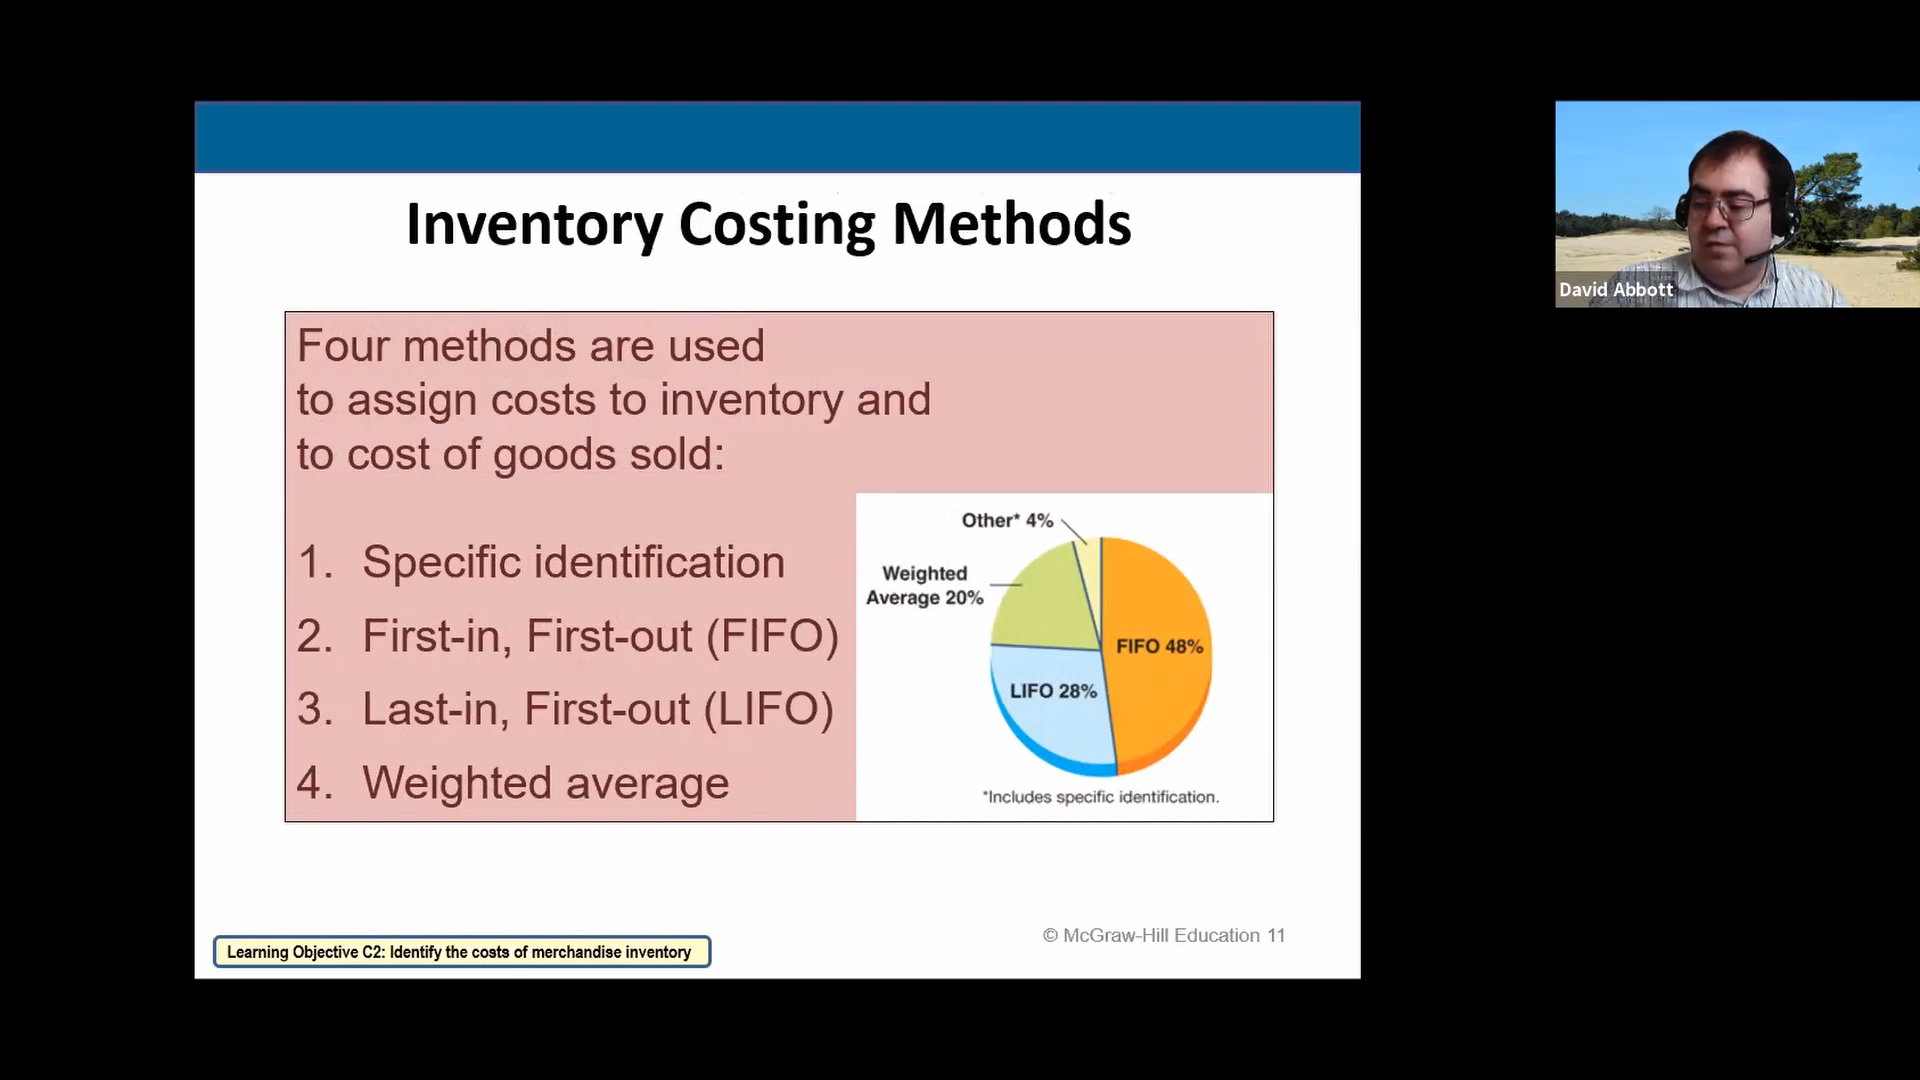 Inventory Costing Methods
Four methods are used
to assign costs to inventory and
to cost of goods sold:
1. Specific identification
2. First-in, First-out (FIFO)
3. Last-in, First-out (LIFO)
4. Weighted average
Other* 4%
Weighted
Average 20%
FIFO 48%
LIFO 28%
*Includes specific identification.
Learning Objective C2: Identify the costs of merchandise inventory
© McGraw-Hill Education 11
David Abbott